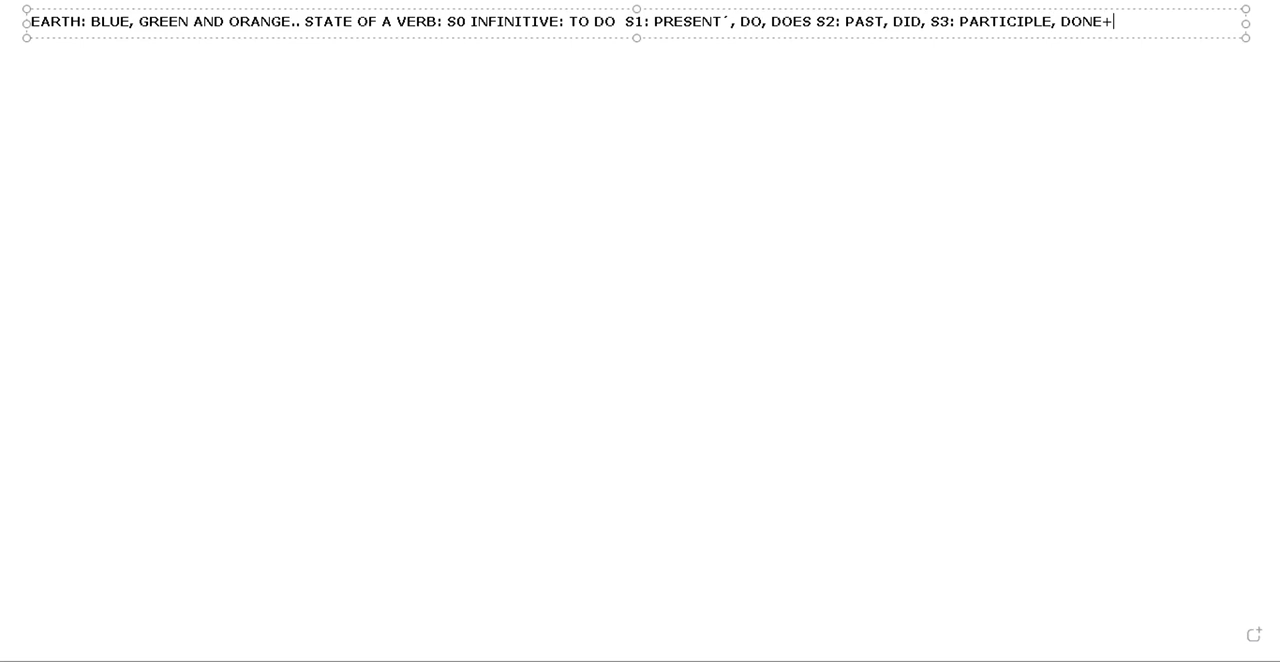 EARTH: BLUE, GREEN AND ORANGE.. STATE OF A VERB: S0 INFINITIVE: TO DO  S1: PRESENT´, DO, DOES S2: PAST, DID, S3: PARTICIPLE, DONE+